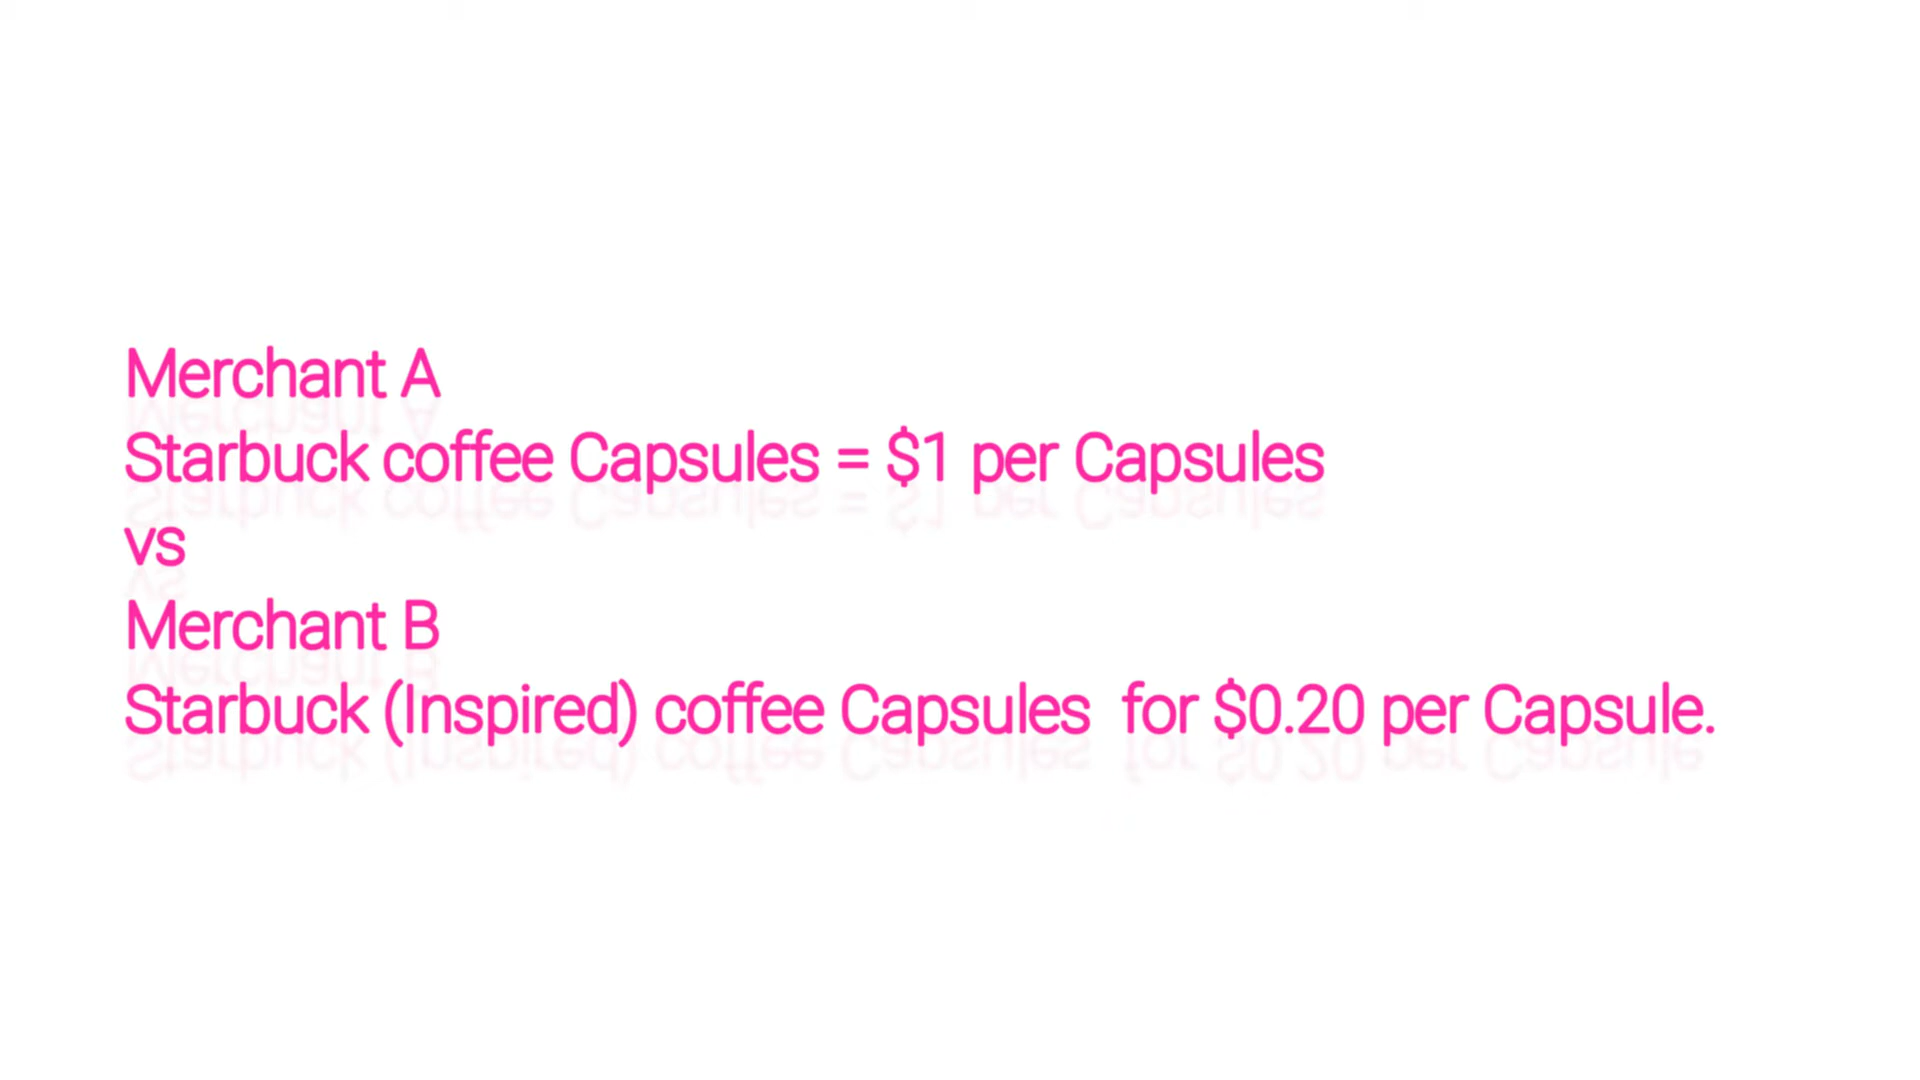 Merchant A
Starbuck coffee Capsules = $1 per Capsules
vs
Merchant B
Starbuck (Inspired) coffee Capsules  for $0.20 per Capsule.